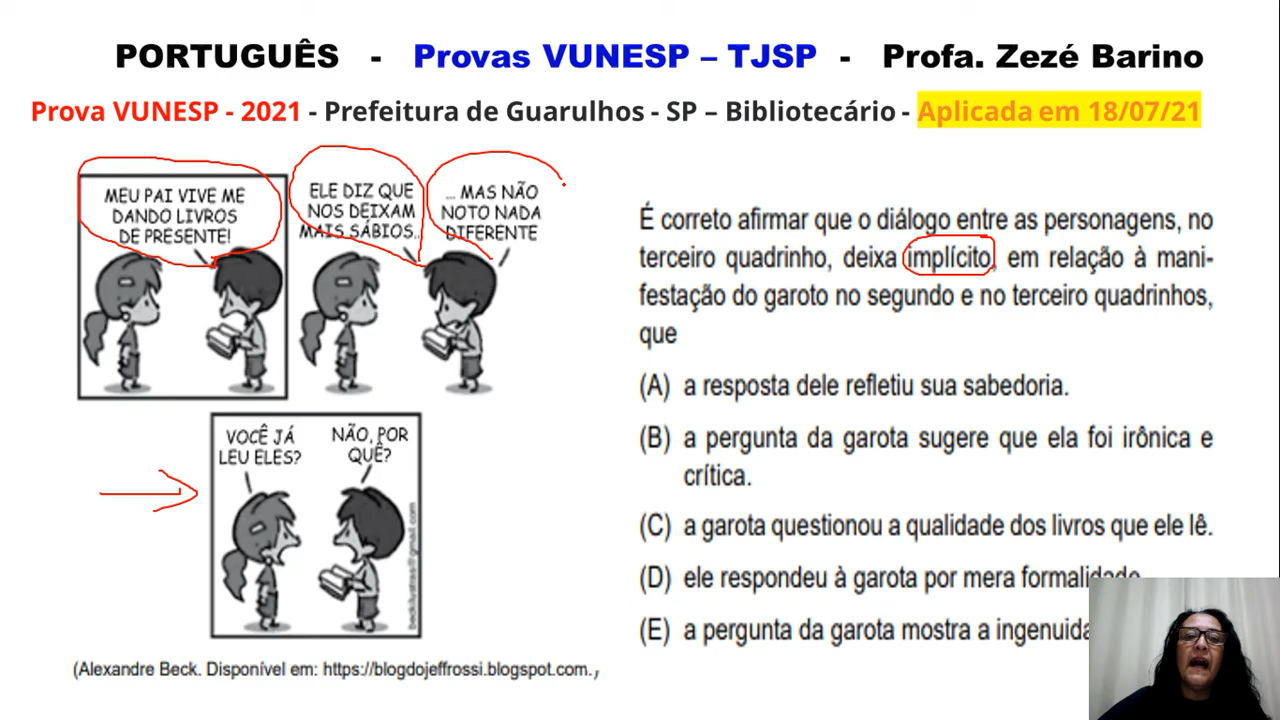 PORTUGUÊS - Provas VUNESP – TJSP - Profa. Zezé Barino
Prova VUNESP - 2021 - Prefeitura de Guarulhos - SP – Bibliotecário - Aplicada em 18/07/21
MEU PAI VIVE ME
DANDO LIVROS
DE PRESENTE!
ELE DIZ QUE
NOS DEIXAM
MAIS SÁBIOS...
... MAS NÃO
NOTO NADA
DIFERENTE
VOCÊ JÁ
LEU ELES?
NÃO, POR
QUÊ?
beckilustras@gmail.com
(Alexandre Beck. Disponível em: https://blogdojeffrossi.blogspot.com.,
É correto afirmar que o diálogo entre as personagens, no
terceiro quadrinho, deixa implícito, em relação à mani-
festação do garoto no segundo e no terceiro quadrinhos,
que
(A) a resposta dele refletiu sua sabedoria.
(B) a pergunta da garota sugere que ela foi irônica e
crítica.
(C) a garota questionou a qualidade dos livros que ele lê.
(D) ele respondeu à garota por mera formalidade.
(E) a pergunta da garota mostra a